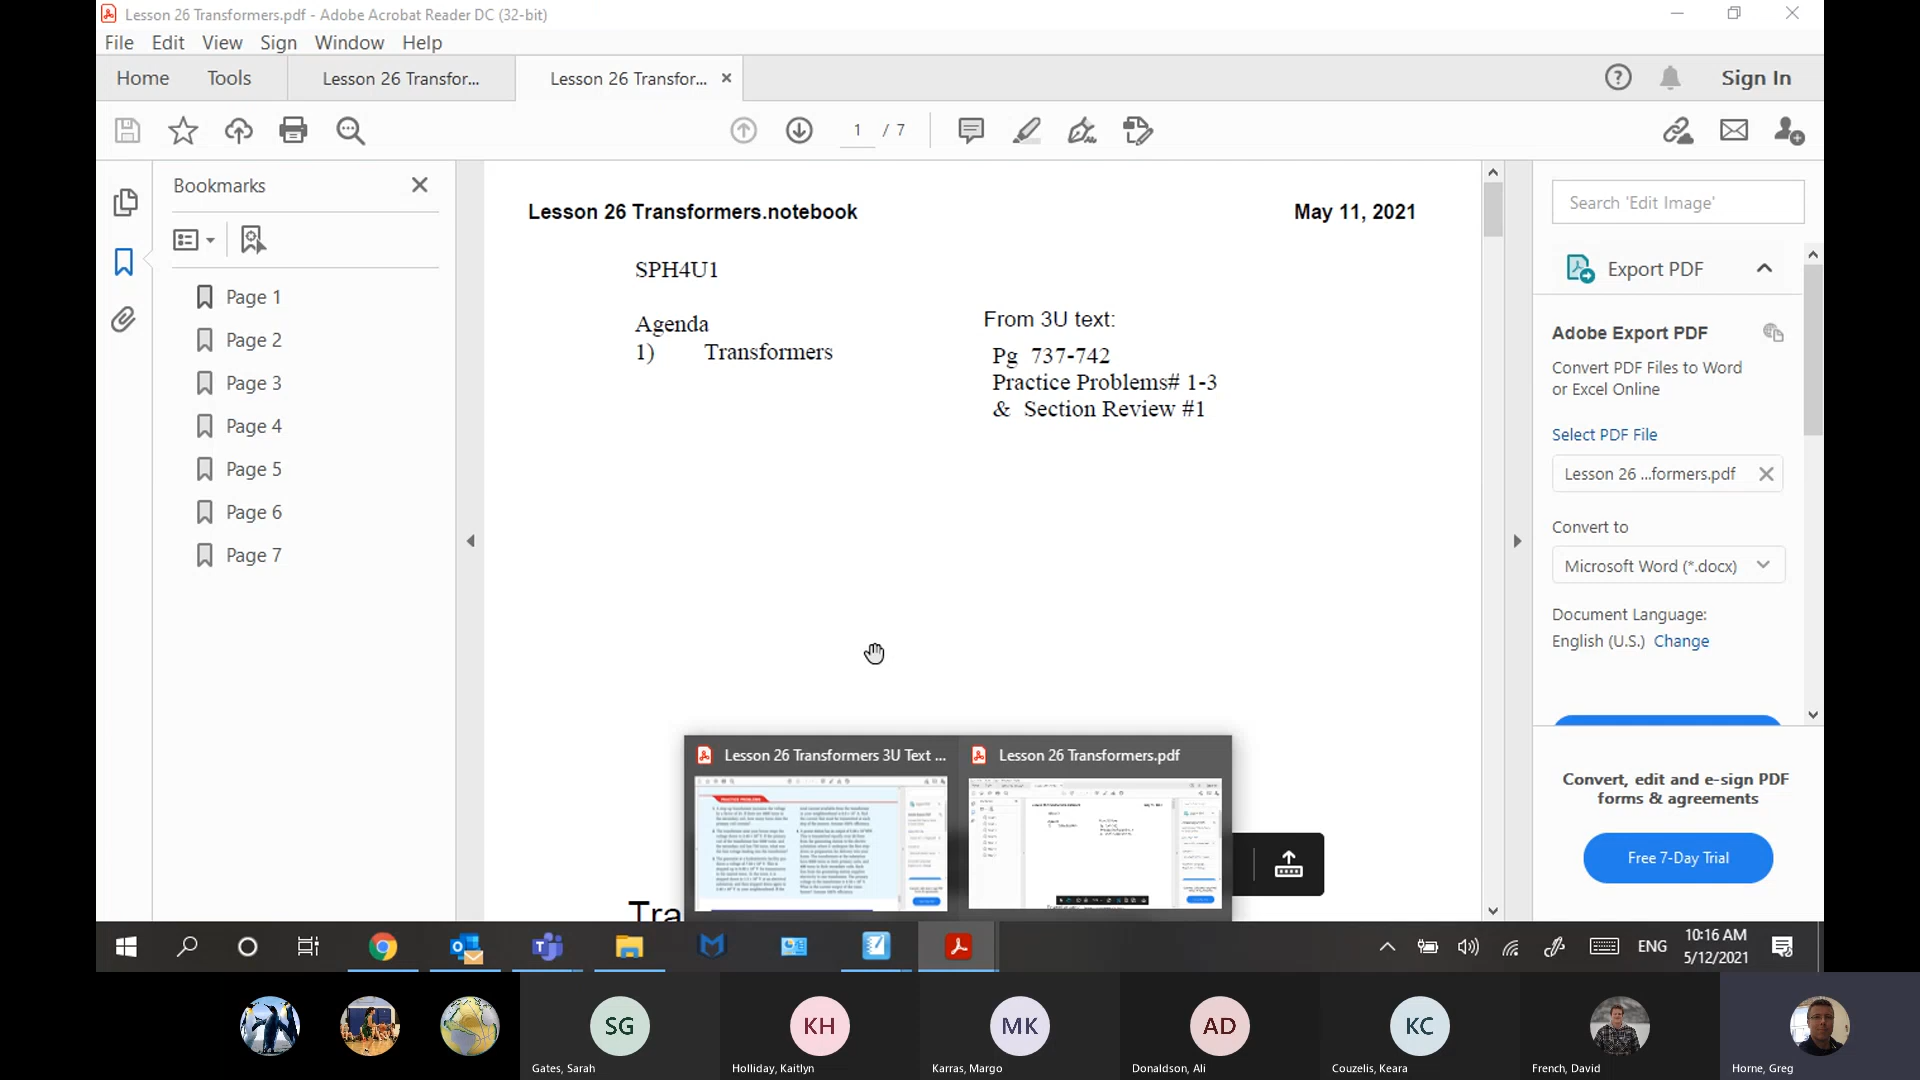 Lesson 26 Transformers.pdf - Adobe Acrobat Reader DC (32-bit)
File Edit View Sign Window Help
Home Tools Lesson 26 Transfor... Lesson 26 Transfor... Sign In
1 / 7
Bookmarks
Page 1
Page 2
Page 3
Page 4
Page 5
Page 6
Page 7
Lesson 26 Transformers.notebook May 11, 2021
SPH4U1
Agenda
1) Transformers
From 3U text:
Pg 737-742
Practice Problems# 1-3
& Section Review #1
Tra
Search 'Edit Image'
Export PDF
Adobe Export PDF
Convert PDF Files to Word
or Excel Online
Select PDF File
Lesson 26 ...formers.pdf
Convert to
Microsoft Word (*.docx)
Document Language:
English (U.S.) Change
Convert, edit and e-sign PDF
forms & agreements
Free 7-Day Trial
Lesson 26 Transformers 3U Text ... Lesson 26 Transformers.pdf
ENG
10:16 AM
5/12/2021
SG KH MK AD KC
Gates, Sarah Holliday, Kaitlyn Karras, Margo Donaldson, Ali Couzelis, Keara French, David Horne, Greg